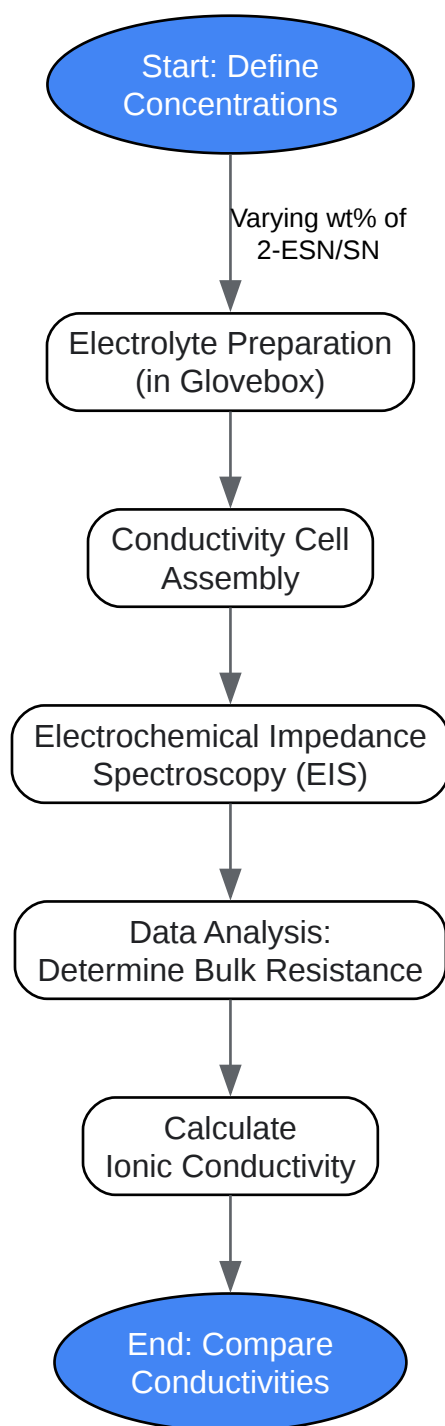 Start: Define
Concentrations
Varying wt% of
2-ESN/SN
Electrolyte Preparation
(in Glovebox)
Conductivity Cell
Assembly
Electrochemical Impedance
Spectroscopy (EIS)
Data Analysis:
Determine Bulk Resistance
Calculate
Ionic Conductivity
End: Compare
Conductivities